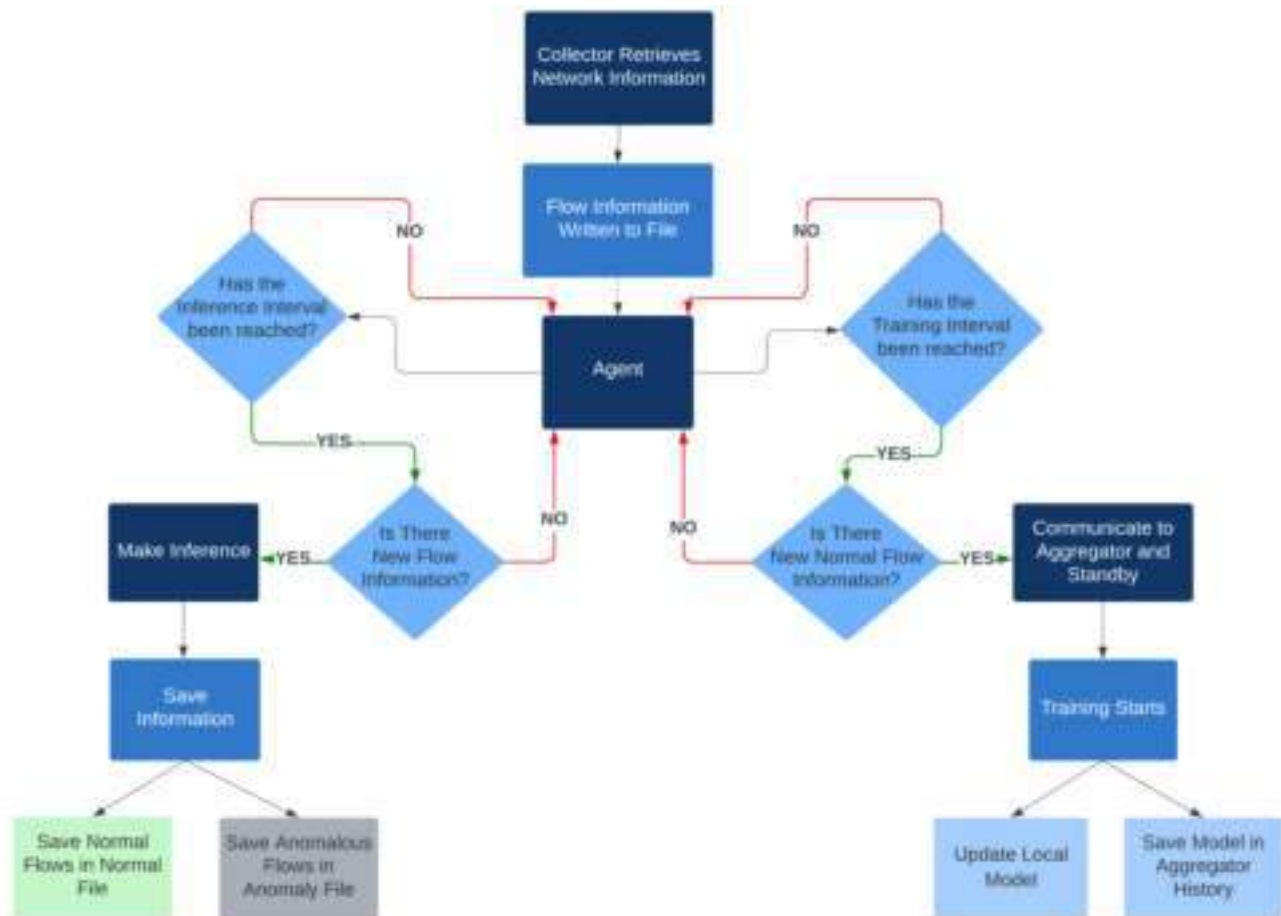 Collector Retrieves
Network Information
Flow Information
Written to File
NO
NO
Has the
Inference Interval
been reached?
Has the
Training Interval
been reached?
Agent
YES
YES
Is There
New Flow
Information?
NO
Is There
New Normal Flow
Information?
NO
Make Inference
YES
YES
Communicate to
Aggregator and
Standby
Save
Information
Training Starts
Save Normal
Flows in Normal
File
Save Anomalous
Flows in
Anomaly File
Update Local
Model
Save Model in
Aggregator
History